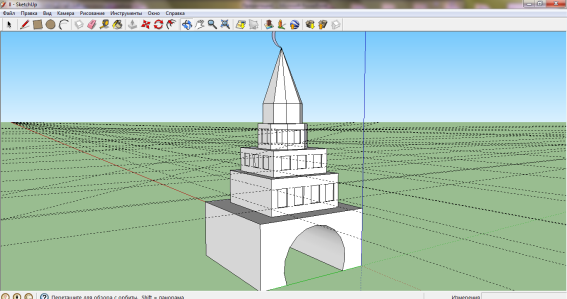 X - SketchUp
Файл Правка Вид Камера Рисование Инструменты Окно Справка
Перетащите для обзора с орбиты. Shift = панорама
Измерения